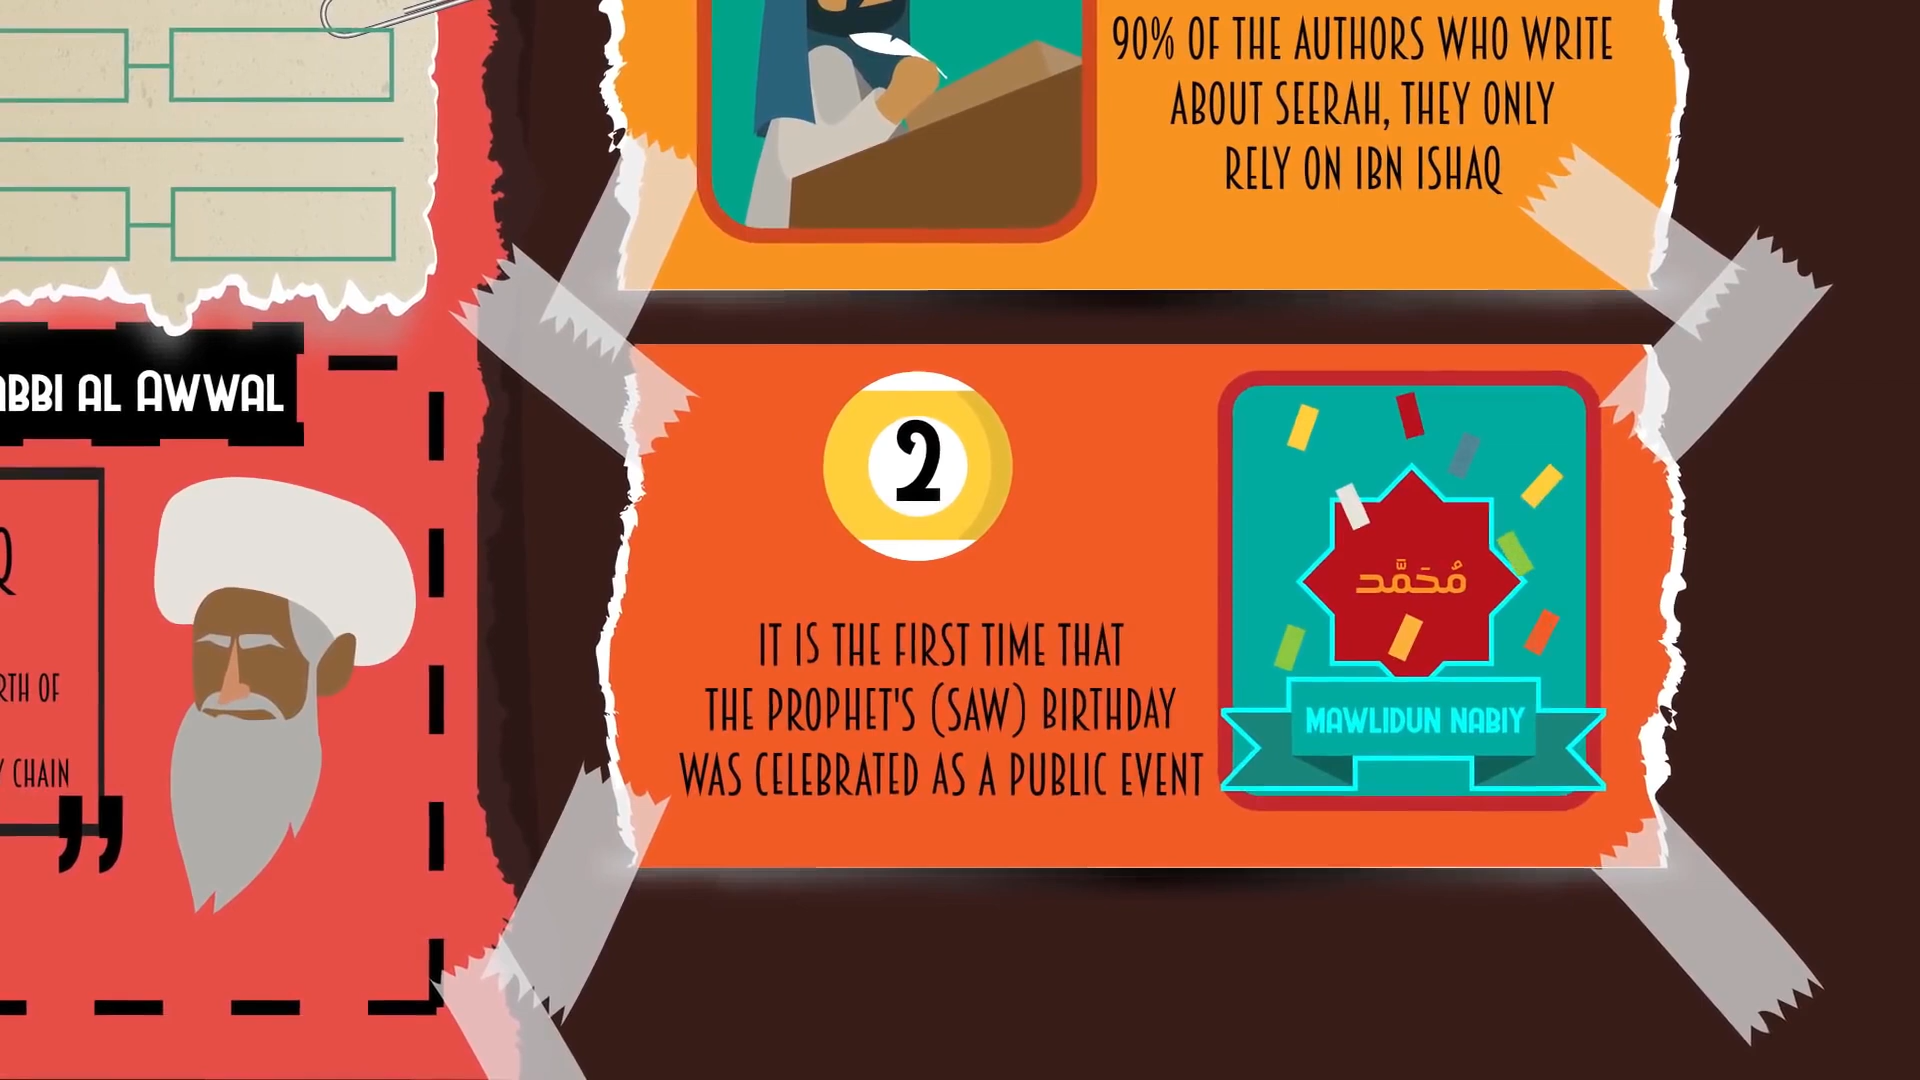 90% OF THE AUTHORS WHO WRITE
ABOUT SEERAH, THEY ONLY
RELY ON IBN ISHAQ
ABBI AL AWWAL
Q
RTH OF
Y CHAIN
”
2
IT IS THE FIRST TIME THAT
THE PROPHET'S (SAW) BIRTHDAY
WAS CELEBRATED AS A PUBLIC EVENT
مُحَمَّد
MAWLIDUN NABIY